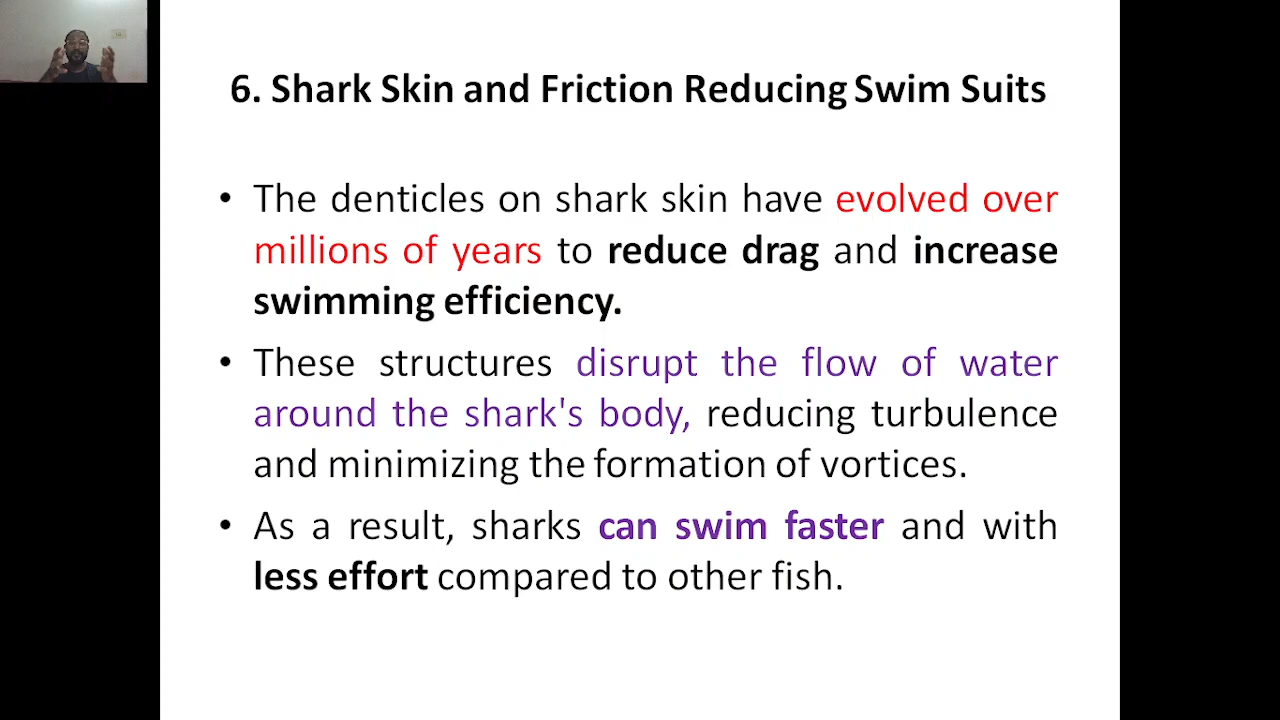 6. Shark Skin and Friction Reducing Swim Suits
• The denticles on shark skin have evolved over
millions of years to reduce drag and increase
swimming efficiency.
• These structures disrupt the flow of water
around the shark's body, reducing turbulence
and minimizing the formation of vortices.
• As a result, sharks can swim faster and with
less effort compared to other fish.